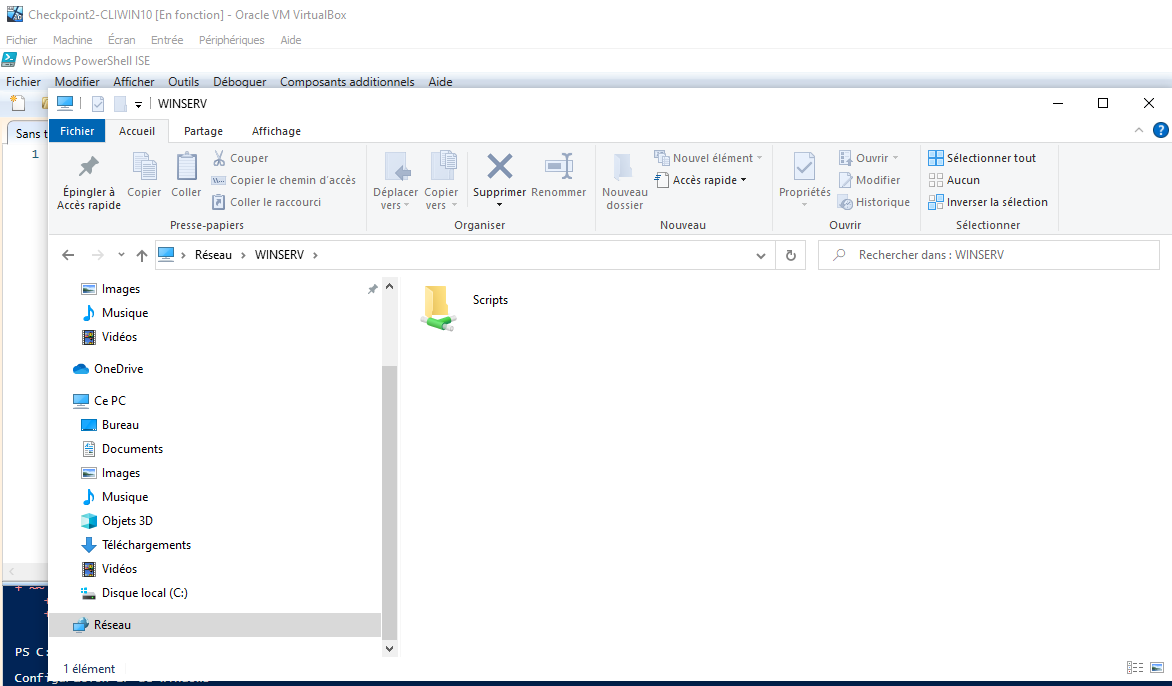 Checkpoint2-CLIWIN10 [En fonction] - Oracle VM VirtualBox
Fichier Machine Écran Entrée Périphériques Aide
Windows PowerShell ISE
Fichier Modifier Afficher Outils Déboguer Composants additionnels Aide
WINSERV
Sans t
Fichier Accueil Partage Affichage
1
Épingler à Accès rapide
Copier
Coller
Couper
Copier le chemin d'accès
Coller le raccourci
Presse-papiers
Déplacer vers
Copier vers
Supprimer
Renommer
Organiser
Nouveau dossier
Nouvel élément
Accès rapide
Nouveau
Propriétés
Ouvrir
Modifier
Historique
Ouvrir
Sélectionner tout
Aucun
Inverser la sélection
Sélectionner
Réseau > WINSERV >
Rechercher dans : WINSERV
Images
Musique
Vidéos
OneDrive
Ce PC
Bureau
Documents
Images
Musique
Objets 3D
Téléchargements
Vidéos
Disque local (C:)
Réseau
Scripts
1 élément
PS C: